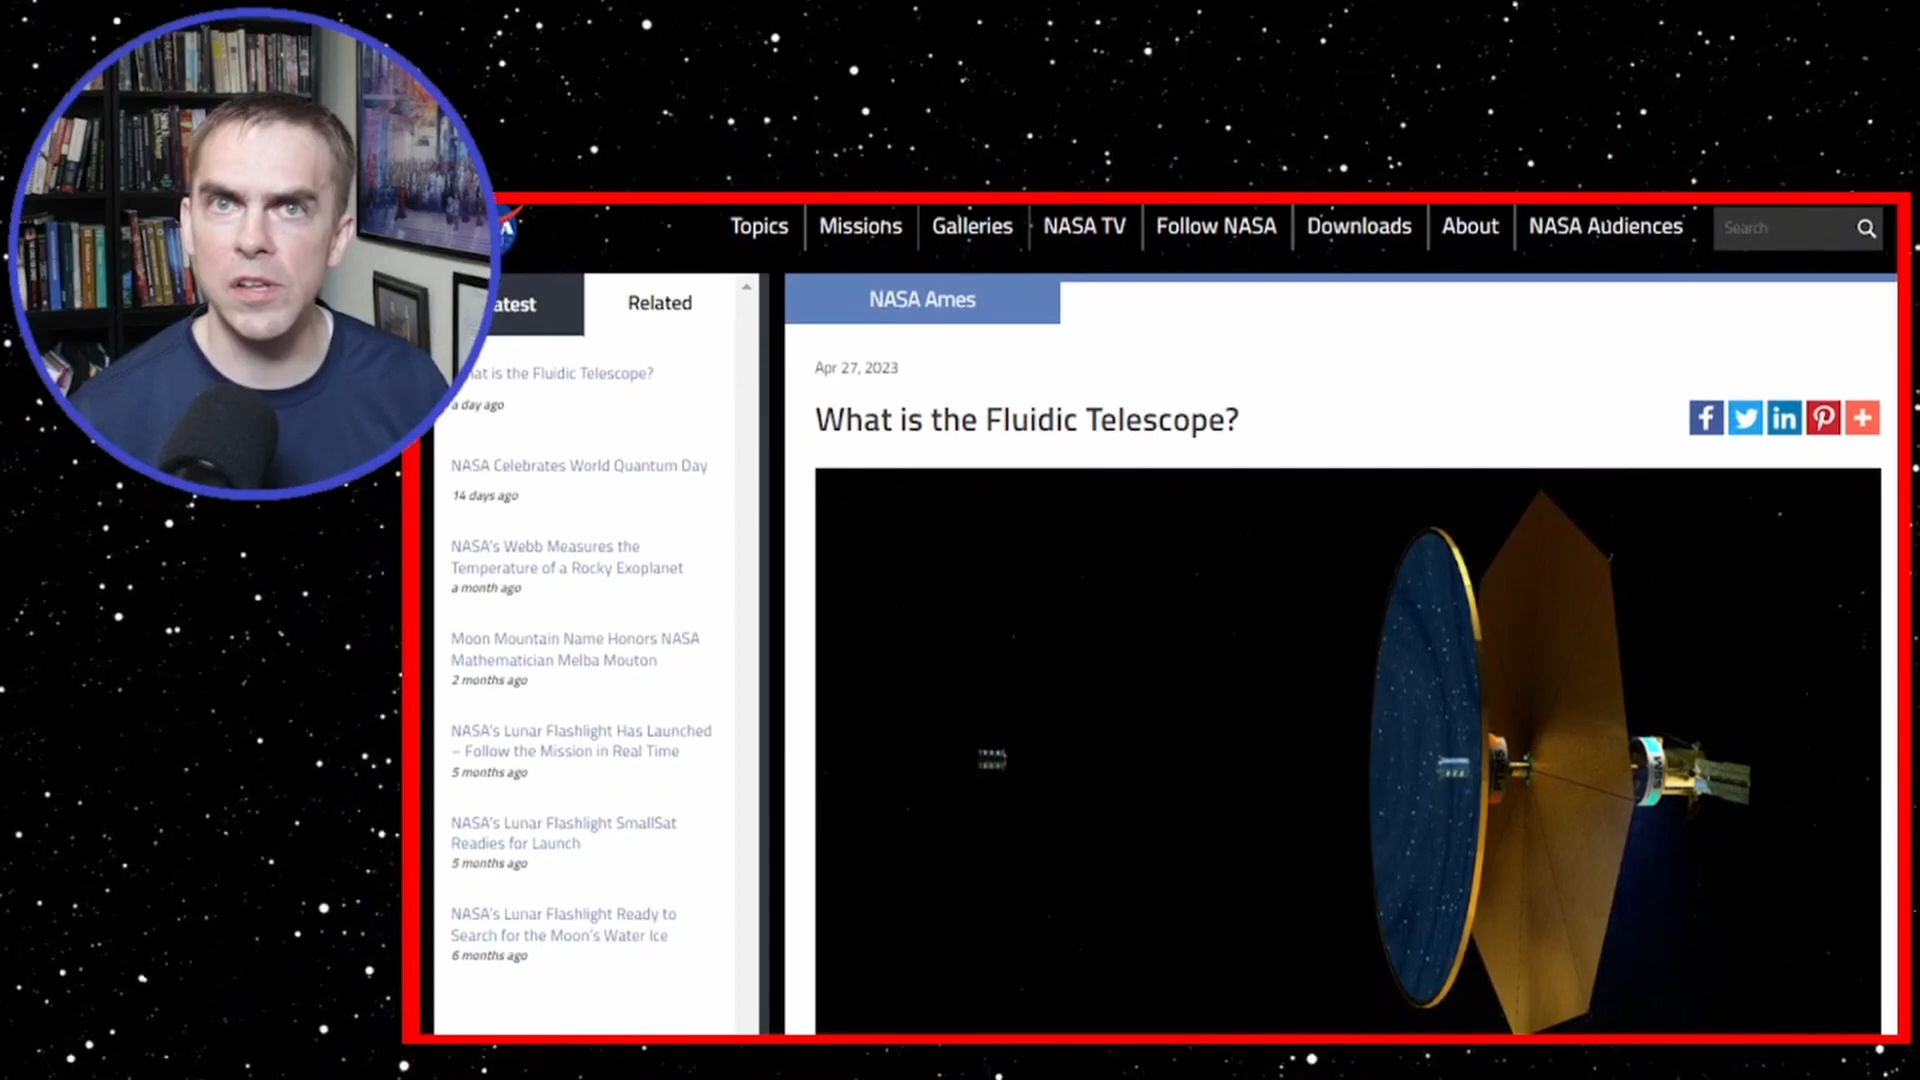 Topics
Missions
Galleries
NASA TV
Follow NASA
Downloads
About
NASA Audiences
Search
atest
Related
NASA Ames
hat is the Fluidic Telescope?
a day ago
NASA Celebrates World Quantum Day
14 days ago
NASA's Webb Measures the
Temperature of a Rocky Exoplanet
a month ago
Moon Mountain Name Honors NASA
Mathematician Melba Mouton
2 months ago
NASA's Lunar Flashlight Has Launched
– Follow the Mission in Real Time
5 months ago
NASA's Lunar Flashlight SmallSat
Readies for Launch
5 months ago
NASA's Lunar Flashlight Ready to
Search for the Moon's Water Ice
6 months ago
Apr 27, 2023
What is the Fluidic Telescope?